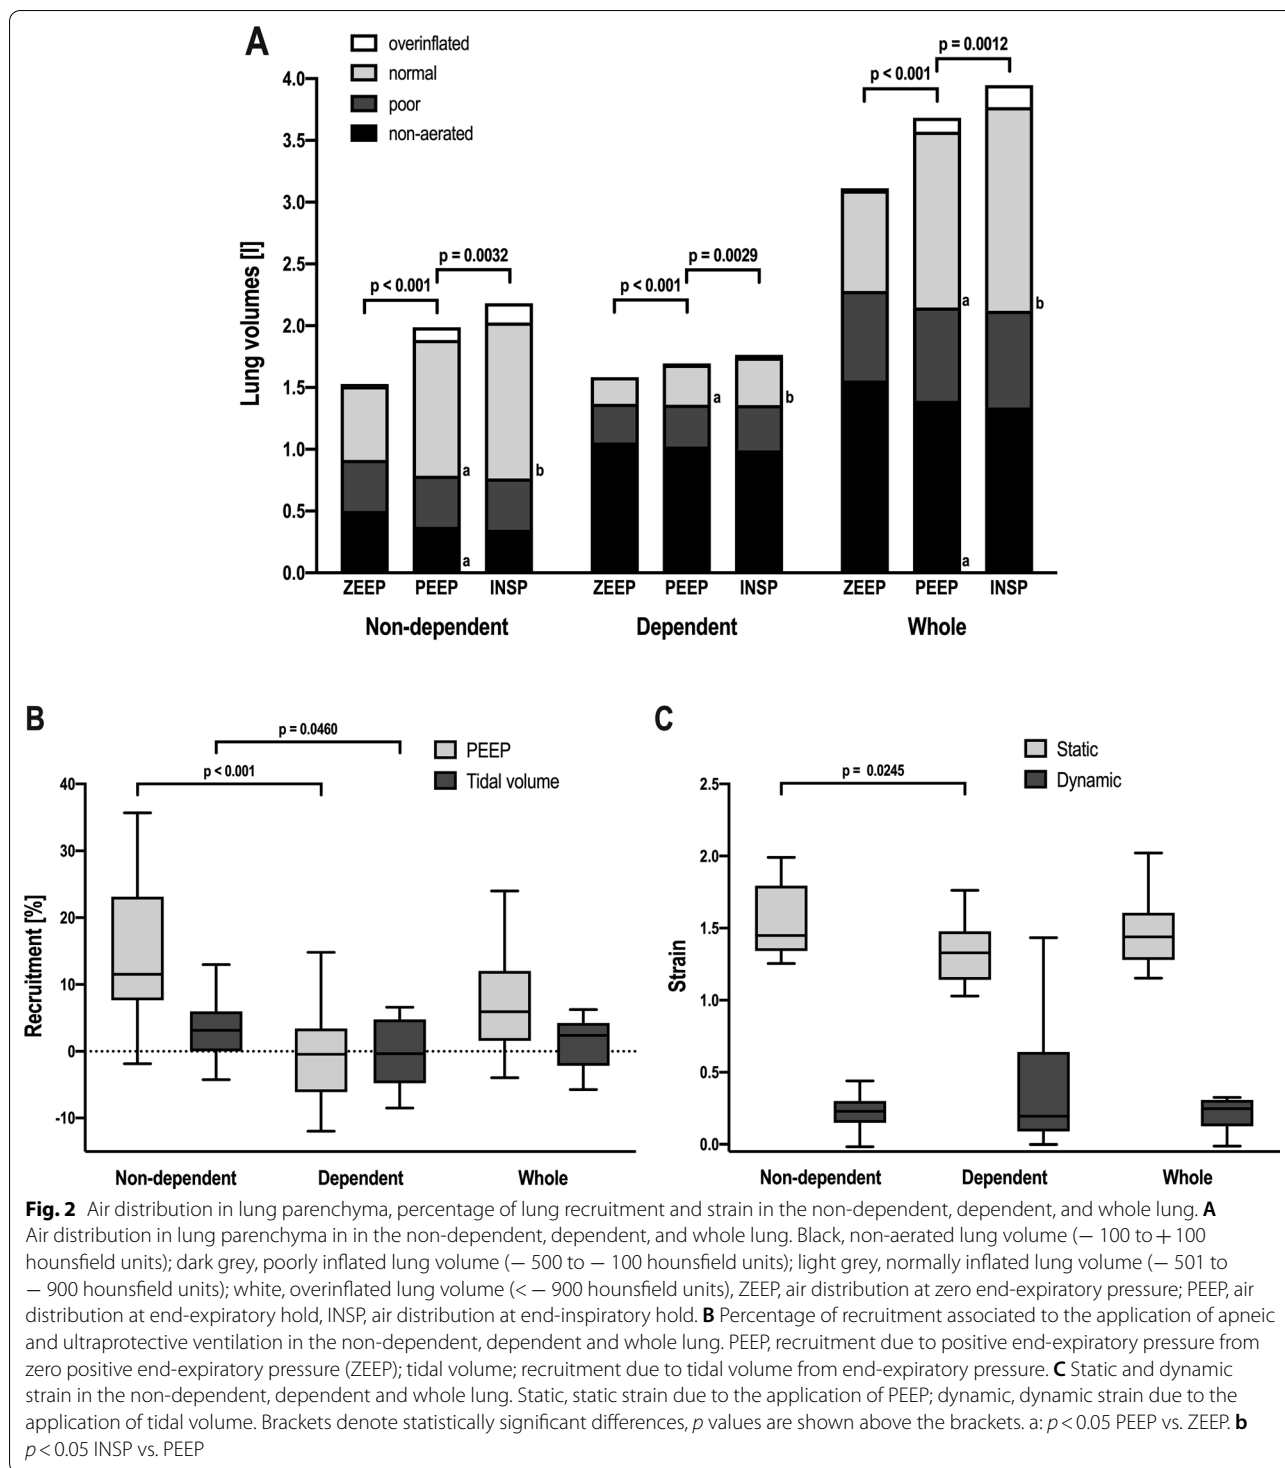 A
overinflated
normal
poor
non-aerated
p = 0.0012
p < 0.001
p = 0.0032
p < 0.001
p = 0.0029
p < 0.001
Lung volumes [l]
4.0
3.5
3.0
2.5
2.0
1.5
1.0
0.5
0.0
a
a
b
a
b
a
a
b
ZEEP PEEP INSP ZEEP PEEP INSP ZEEP PEEP INSP
Non-dependent Dependent Whole
B
p = 0.0460
p < 0.001
PEEP
Tidal volume
Recruitment [%]
40
30
20
10
0
-10
Non-dependent Dependent Whole
C
p = 0.0245
Static
Dynamic
Strain
2.5
2.0
1.5
1.0
0.5
0.0
Non-dependent Dependent Whole
Fig. 2 Air distribution in lung parenchyma, percentage of lung recruitment and strain in the non-dependent, dependent, and whole lung. A
Air distribution in lung parenchyma in in the non-dependent, dependent, and whole lung. Black, non-aerated lung volume (− 100 to + 100
hounsfield units); dark grey, poorly inflated lung volume (− 500 to − 100 hounsfield units); light grey, normally inflated lung volume (− 501 to
− 900 hounsfield units); white, overinflated lung volume (< − 900 hounsfield units), ZEEP, air distribution at zero end-expiratory pressure; PEEP, air
distribution at end-expiratory hold, INSP, air distribution at end-inspiratory hold. B Percentage of recruitment associated to the application of apneic
and ultraprotective ventilation in the non-dependent, dependent and whole lung. PEEP, recruitment due to positive end-expiratory pressure from
zero positive end-expiratory pressure (ZEEP); tidal volume; recruitment due to tidal volume from end-expiratory pressure. C Static and dynamic
strain in the non-dependent, dependent and whole lung. Static, static strain due to the application of PEEP; dynamic, dynamic strain due to the
application of tidal volume. Brackets denote statistically significant differences, p values are shown above the brackets. a: p < 0.05 PEEP vs. ZEEP. b
p < 0.05 INSP vs. PEEP